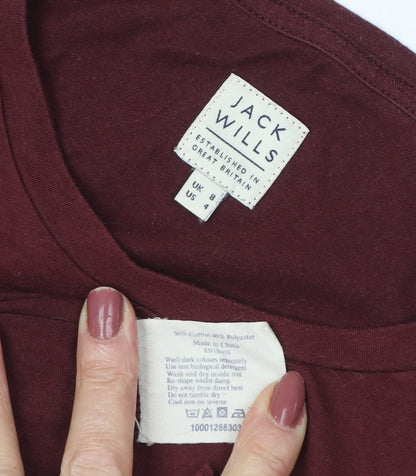 JACK
WILLS
ESTABLISHED IN
GREAT BRITAIN
UK 8
US 4
Cotton Polyester
Made in China
Wash dark colours separately
Use non biological detergent
Wash and dry inside out
Re-shape whilst damp
Dry away from direct heat
Do not tumble dry
Cool iron on reverse
10001286303